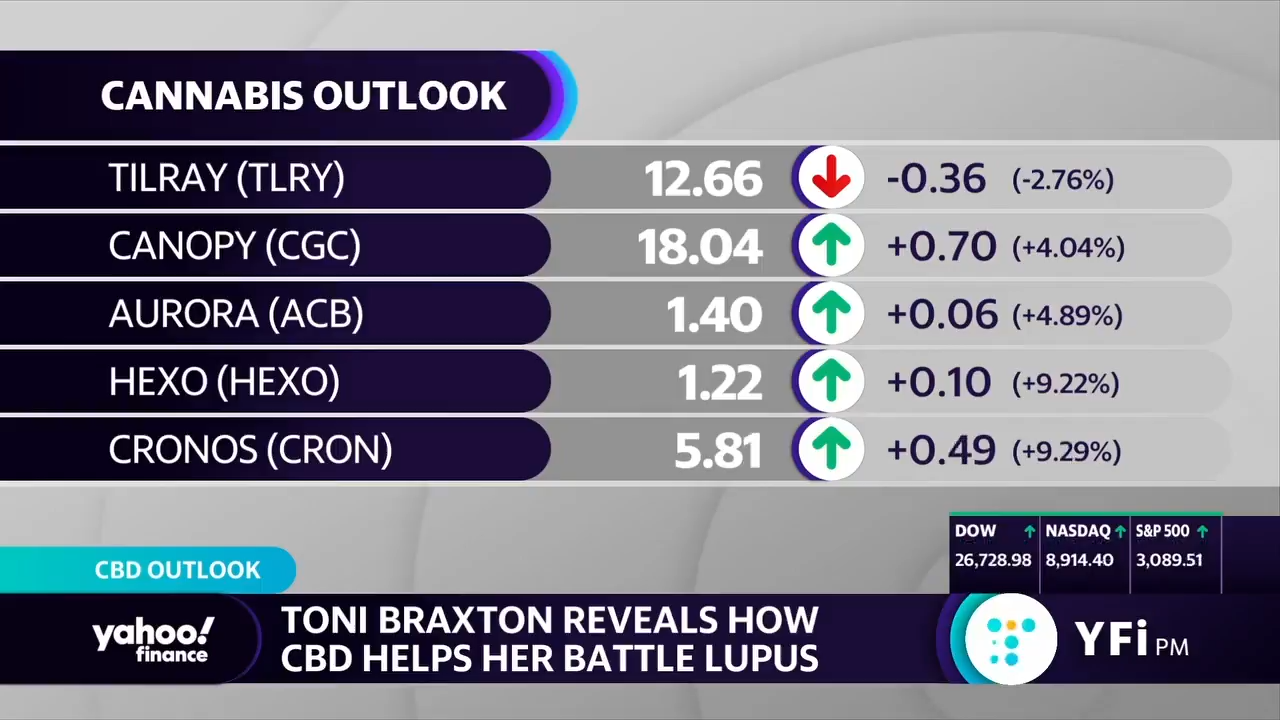 CANNABIS OUTLOOK
TILRAY (TLRY) 12.66 -0.36 (-2.76%)
CANOPY (CGC) 18.04 +0.70 (+4.04%)
AURORA (ACB) 1.40 +0.06 (+4.89%)
HEXO (HEXO) 1.22 +0.10 (+9.22%)
CRONOS (CRON) 5.81 +0.49 (+9.29%)
DOW NASDAQ S&P 500
26,728.98 8,914.40 3,089.51
CBD OUTLOOK
yahoo!
finance
TONI BRAXTON REVEALS HOW
CBD HELPS HER BATTLE LUPUS
YFi PM